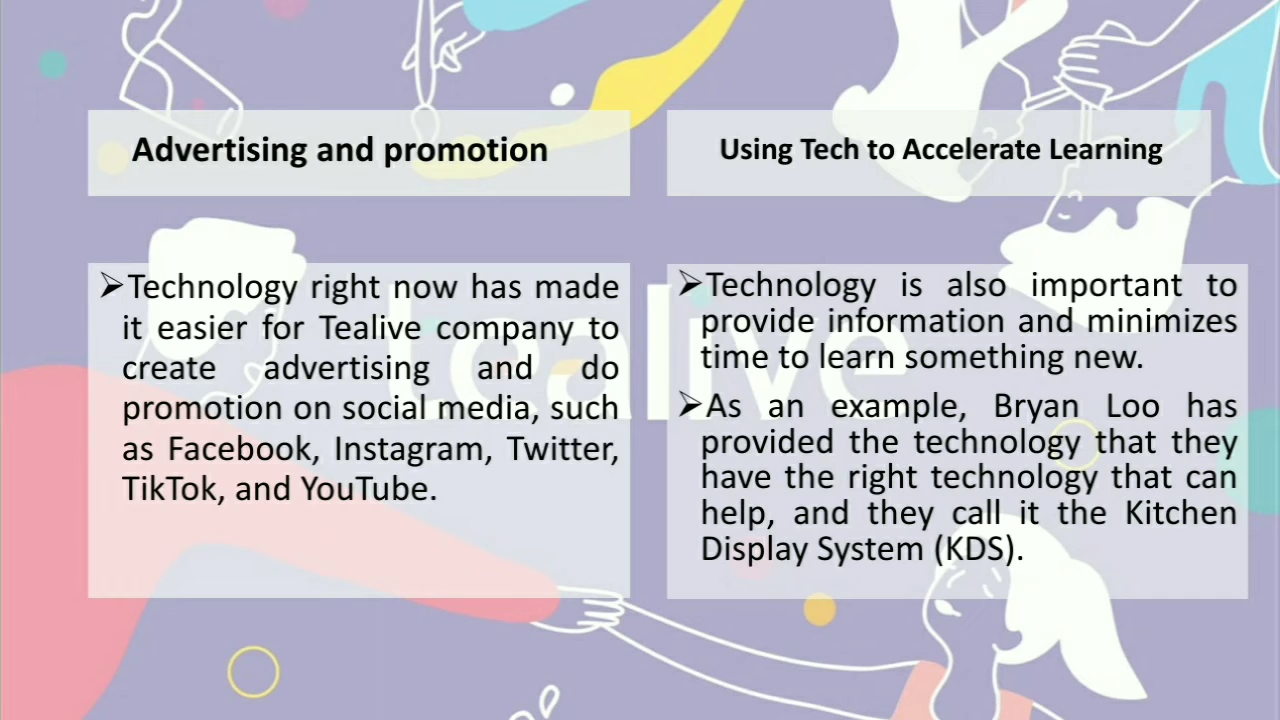 Advertising and promotion
➢Technology right now has made
it easier for Tealive company to
create advertising and do
promotion on social media, such
as Facebook, Instagram, Twitter,
TikTok, and YouTube.
Using Tech to Accelerate Learning
➢Technology is also important to
provide information and minimizes
time to learn something new.
➢As an example, Bryan Loo has
provided the technology that they
have the right technology that can
help, and they call it the Kitchen
Display System (KDS).
tealive